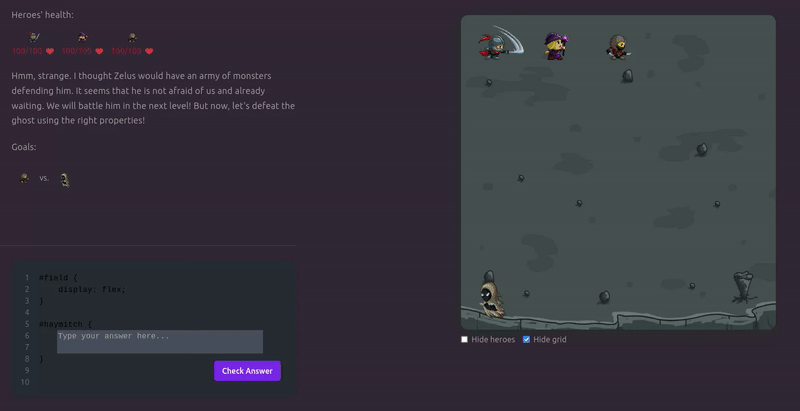 Heroes' health:
100/100 100/100 100/100
Hmm, strange. I thought Zelus would have an army of monsters
defending him. It seems that he is not afraid of us and already
waiting. We will battle him in the next level! But now, let's defeat the
ghost using the right properties!
Goals:
vs.
1 #field {
2 display: flex;
3 }
4
5 #haymitch {
6 Type your answer here...
7
8 }
9
10
Check Answer
Hide heroes Hide grid